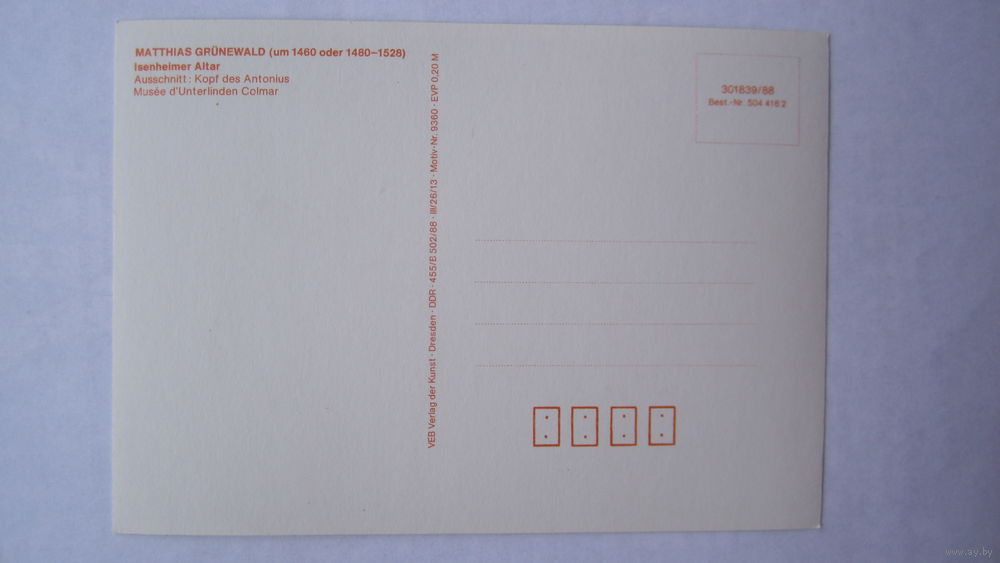 MATTHIAS GRÜNEWALD (um 1460 oder 1480–1528)
Isenheimer Altar
Ausschnitt: Kopf des Antonius
Musée d'Unterlinden Colmar
VEB Verlag der Kunst · Dresden · DDR · 455/B 502/88 · III/26/13 · Motiv-Nr. 9360 · EVP 0,20 M
301839/88
Best.-Nr. 504 416 2
www.ay.by